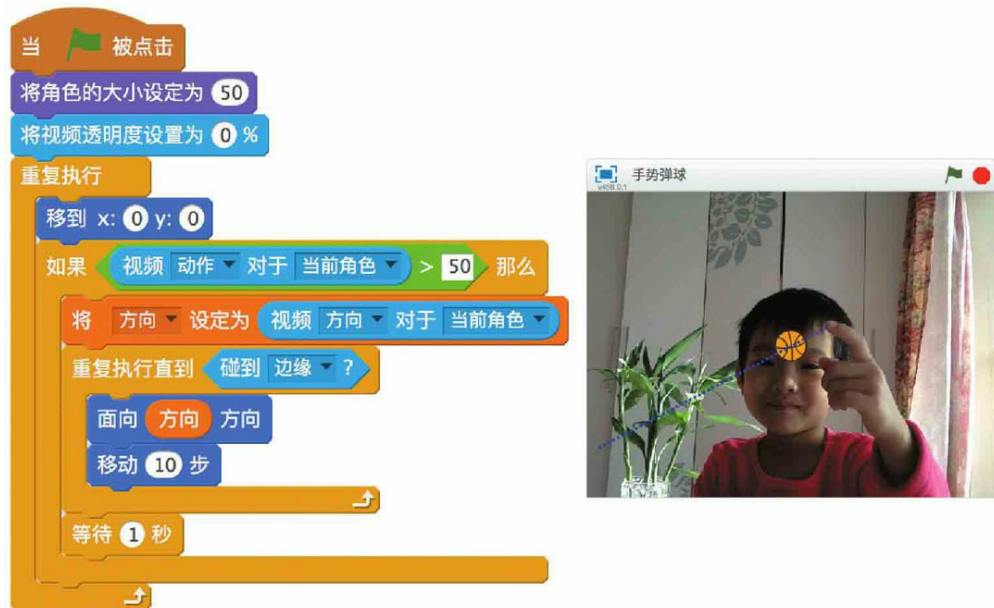 当 被点击
将角色的大小设定为 50
将视频透明度设置为 0 %
重复执行
移到 x: 0 y: 0
如果 视频 动作 对于 当前角色 > 50 那么
将 方向 设定为 视频 方向 对于 当前角色
重复执行直到 碰到 边缘 ?
面向 方向 方向
移动 10 步
等待 1 秒
手势弹球
v458.0.1